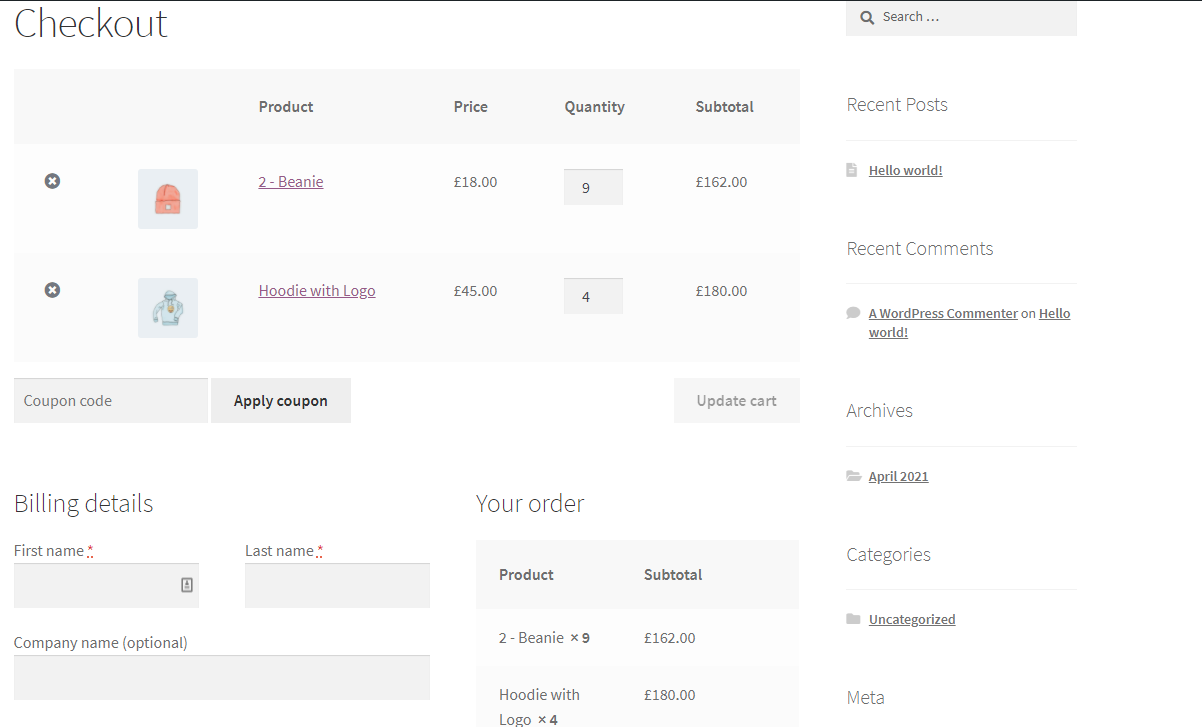 Checkout
Product Price Quantity Subtotal
2 - Beanie £18.00 9 £162.00
Hoodie with Logo £45.00 4 £180.00
Coupon code Apply coupon Update cart
Billing details
First name * Last name *
Company name (optional)
Your order
Product Subtotal
2 - Beanie × 9 £162.00
Hoodie with £180.00
Logo × 4
Search …
Recent Posts
Hello world!
Recent Comments
A WordPress Commenter on Hello
world!
Archives
April 2021
Categories
Uncategorized
Meta